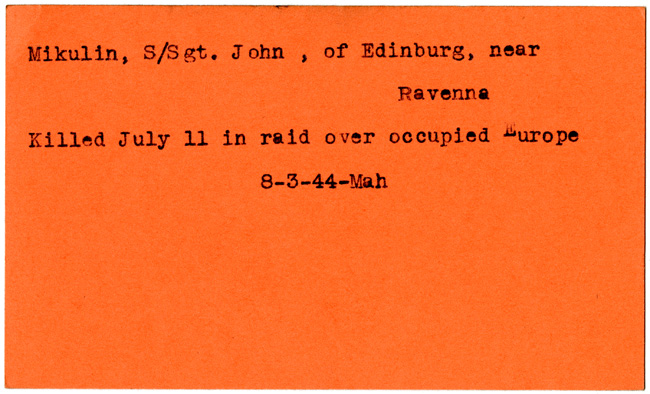 Mikulin, S/Sgt. John , of Edinburg, near
Ravenna
Killed July 11 in raid over occupied Europe
8-3-44-Mah